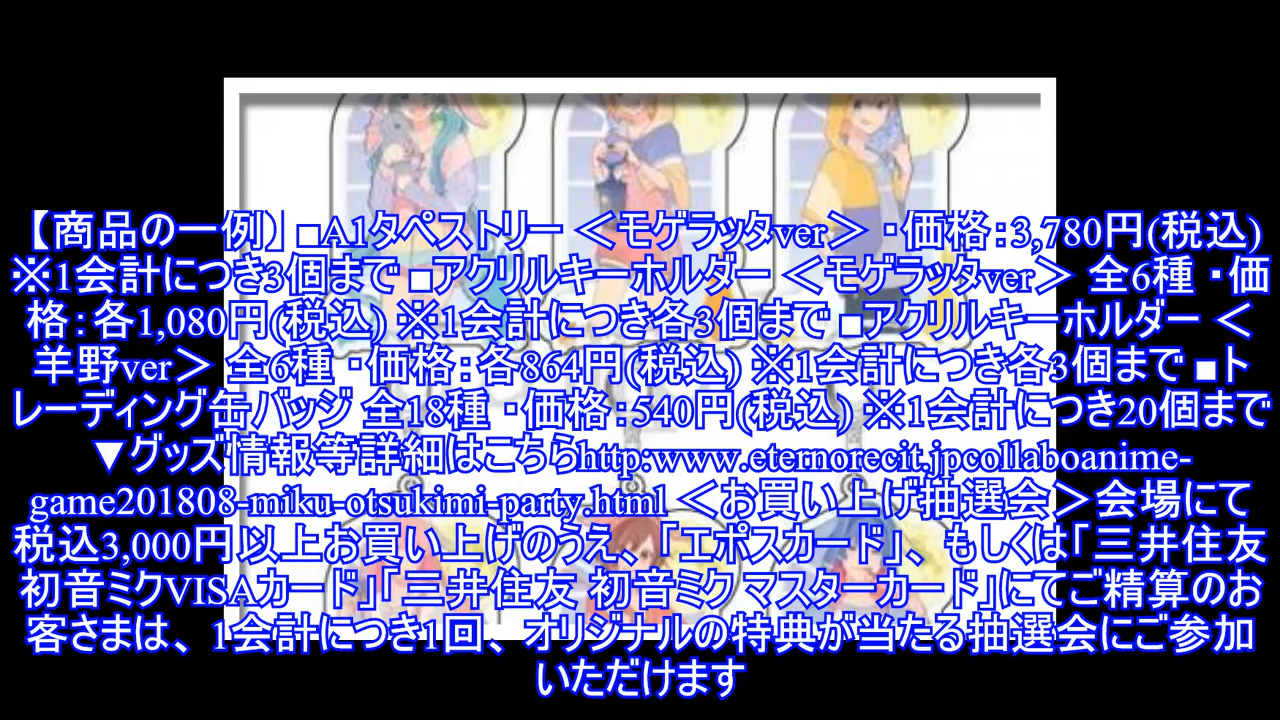 【商品の一例】 ■A1タペストリー ＜モゲラッタver＞ ・価格：3,780円(税込)
※1会計につき3個まで ■アクリルキーホルダー ＜モゲラッタver＞ 全6種 ・価
格：各1,080円(税込) ※1会計につき各3個まで ■アクリルキーホルダー ＜
羊野ver＞ 全6種 ・価格：各864円(税込) ※1会計につき各3個まで ■ト
レーディング缶バッジ 全18種 ・価格：540円(税込) ※1会計につき20個まで
▼グッズ情報等詳細はこちらhttp:www.eternorecit.jpcollaboanime-
game201808-miku-otsukimi-party.html ＜お買い上げ抽選会＞会場にて
税込3,000円以上お買い上げのうえ、「エポスカード」、もしくは「三井住友
初音ミクVISAカード」「三井住友 初音ミク マスターカード」にてご精算のお
客さまは、1会計につき1回、オリジナルの特典が当たる抽選会にご参加
いただけます